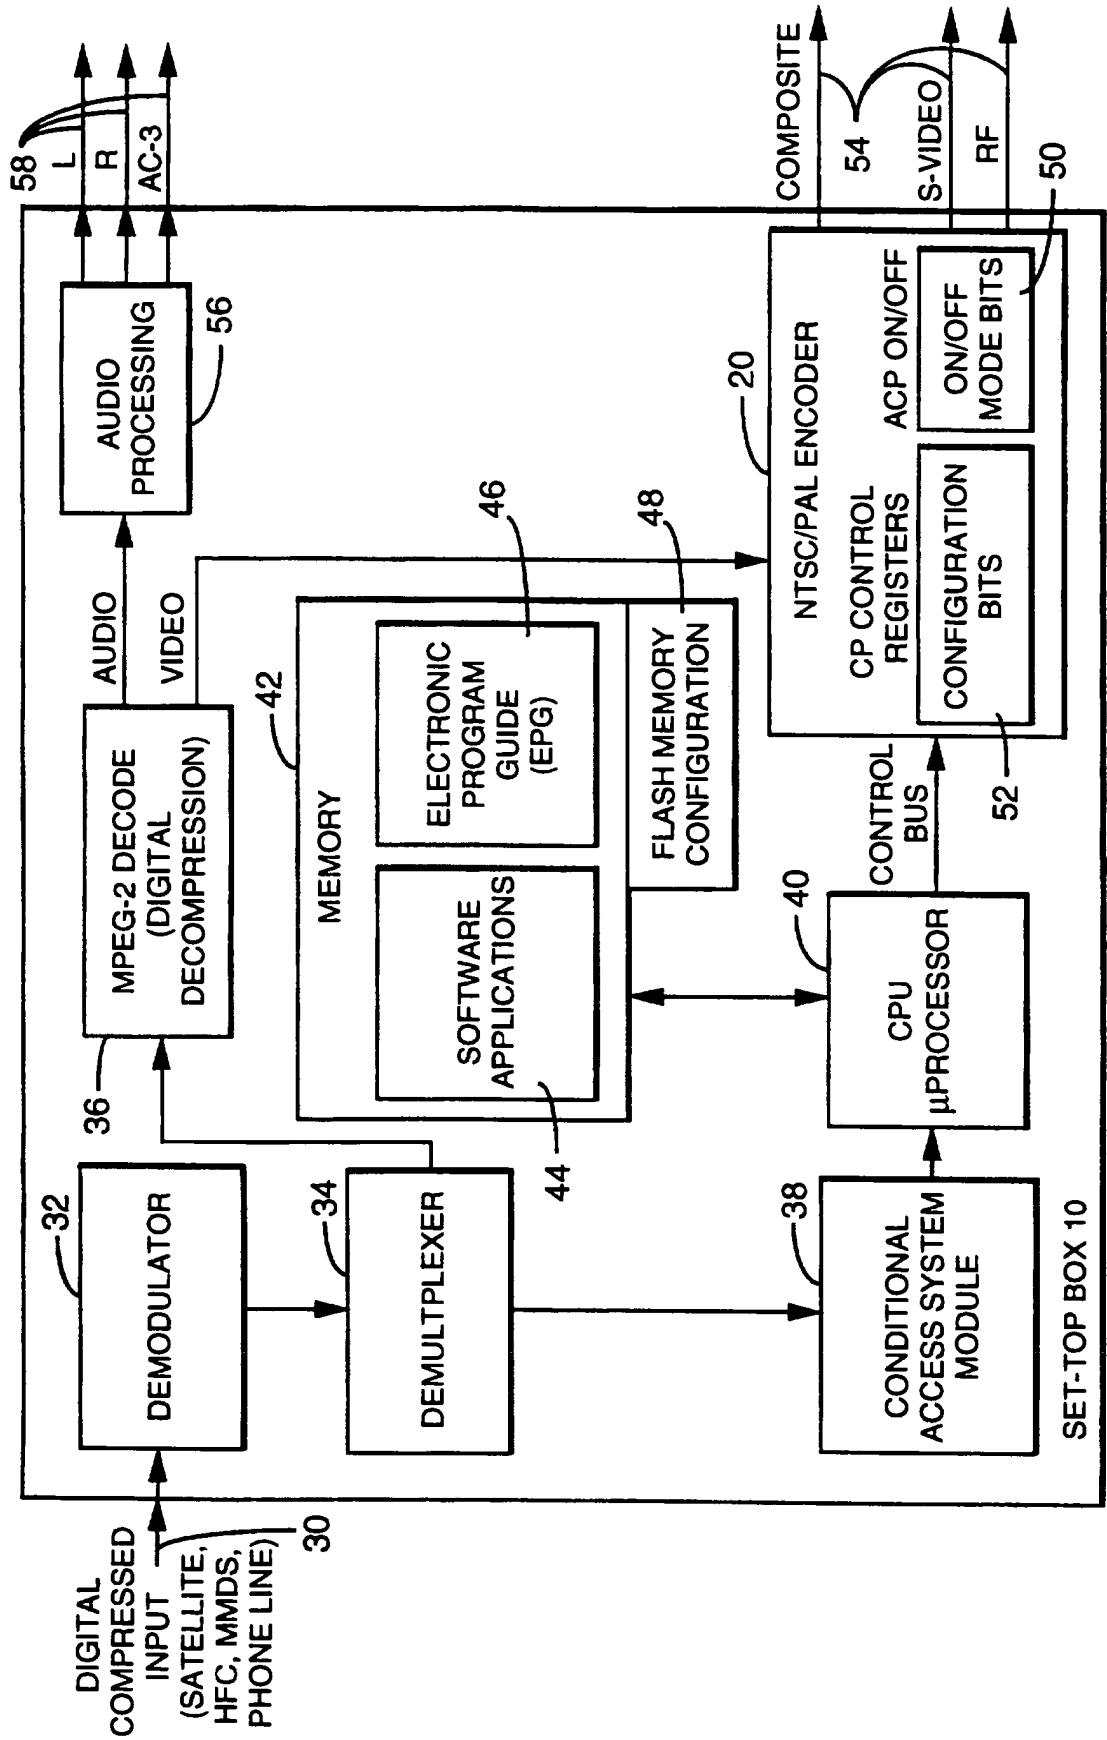 DIGITAL
COMPRESSED
INPUT
(SATELLITE,
HFC, MMDS,
PHONE LINE)
30
32
DEMODULATOR
34
DEMULTPLEXER
36
MPEG-2 DECODE
(DIGITAL
DECOMPRESSION)
AUDIO
VIDEO
AUDIO
PROCESSING
56
58
L
R
AC-3
42
MEMORY
SOFTWARE
APPLICATIONS
44
ELECTRONIC
PROGRAM
GUIDE
(EPG)
46
FLASH MEMORY
CONFIGURATION
48
38
CONDITIONAL
ACCESS SYSTEM
MODULE
40
CPU
µPROCESSOR
CONTROL
BUS
20
NTSC/PAL ENCODER
CP CONTROL
REGISTERS
ACP ON/OFF
CONFIGURATION
BITS
52
ON/OFF
MODE BITS
50
COMPOSITE
54
S-VIDEO
RF
SET-TOP BOX 10